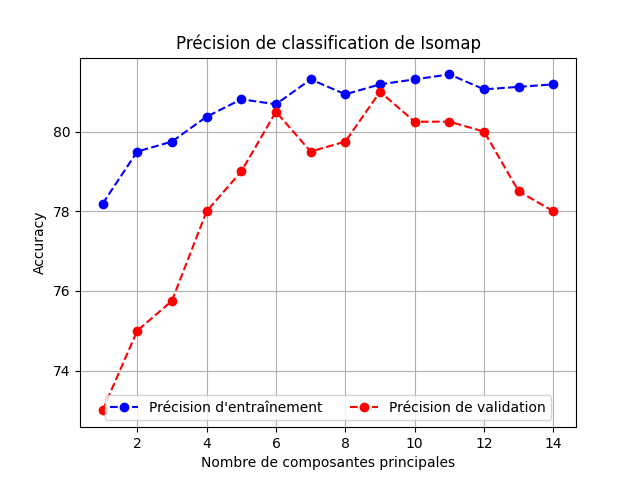 Précision de classification de Isomap
Accuracy
80
78
76
74
Précision d'entraînement
Précision de validation
2 4 6 8 10 12 14
Nombre de composantes principales